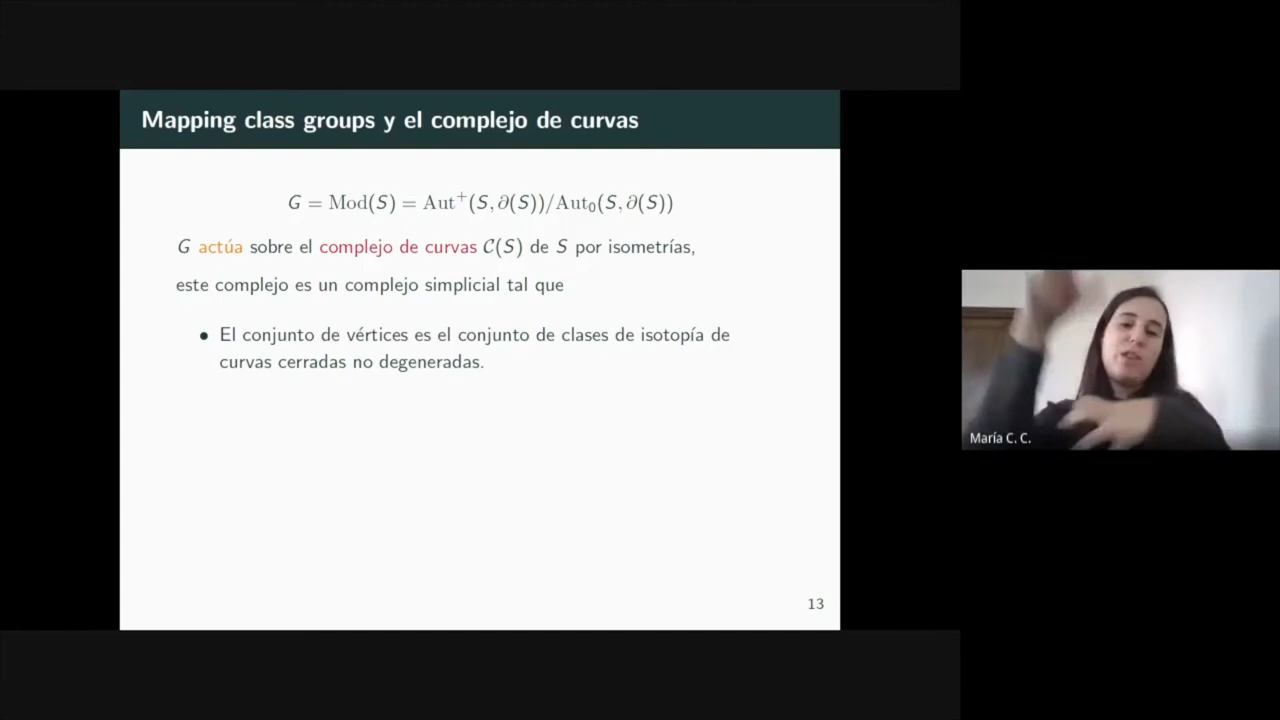 Mapping class groups y el complejo de curvas
G = Mod(S) = Aut⁺(S, ∂(S))/Aut₀(S, ∂(S))
G actúa sobre el complejo de curvas 𝒞(S) de S por isometrías,
este complejo es un complejo simplicial tal que
• El conjunto de vértices es el conjunto de clases de isotopía de
curvas cerradas no degeneradas.
13
María C. C.